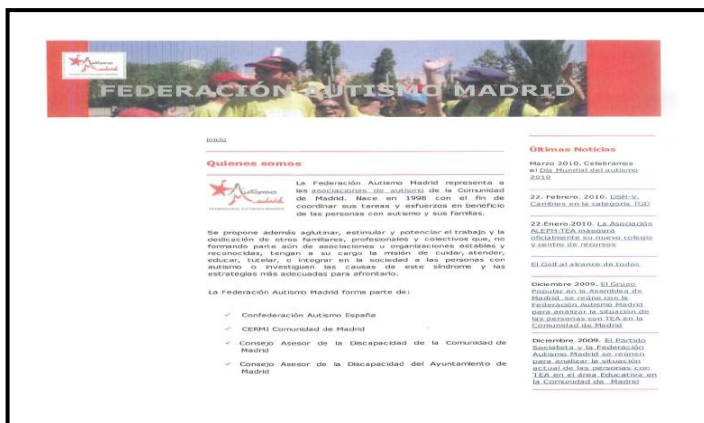 Autismo
Madrid
FEDERACIÓN AUTISMO MADRID
Inicio
Quienes somos
Autismo
Madrid
La Federación Autismo Madrid representa a
las asociaciones de autismo de la Comunidad
de Madrid. Nace en 1998 con el fin de
coordinar sus tareas y esfuerzos en beneficio
de las personas con autismo y sus familias.
Se propone además aglutinar, estimular y potenciar el trabajo y la
dedicación de otros familiares, profesionales y colectivos que, no
formando parte aún de asociaciones u organizaciones estables y
reconocidas, tengan a su cargo la misión de cuidar, atender,
educar, tutelar, o integrar en la sociedad a las personas con
autismo o investiguen las causas de este síndrome y las
estrategias más adecuadas para afrontarlo.
La Federación Autismo Madrid forma parte de:
✓ Confederación Autismo España
✓ CERMI Comunidad de Madrid
✓ Consejo Asesor de la Discapacidad de la Comunidad de
Madrid
✓ Consejo Asesor de la Discapacidad del Ayuntamiento de
Madrid
Últimas Noticias
Marzo 2010. Celebramos
el Día Mundial del autismo
2010
22. Febrero. 2010. DSM-V.
Cambios en la categoría TGD
22.Enero.2010. La Asociación
ALEPH-TEA inaugura
oficialmente su nuevo colegio
y centro de recursos
El Golf al alcance de todos
Diciembre 2009. El Grupo
Popular en la Asamblea de
Madrid se reúne con la
Federación Autismo Madrid
para analizar la situación de
las personas con TEA en la
Comunidad de Madrid
Diciembre 2009. El Partido
Socialista y la Federación
Autismo Madrid se reúnen
para analizar la situación
actual de las personas con
TEA en el área Educativa en
la Comunidad de Madrid